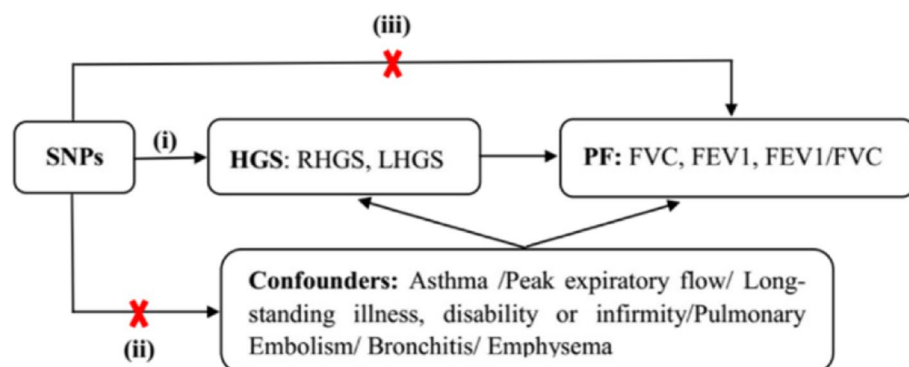 (iii)
(i)
SNPs
HGS: RHGS, LHGS
PF: FVC, FEV1, FEV1/FVC
Confounders: Asthma /Peak expiratory flow/ Long-
standing illness, disability or infirmity/Pulmonary
Embolism/ Bronchitis/ Emphysema
(ii)